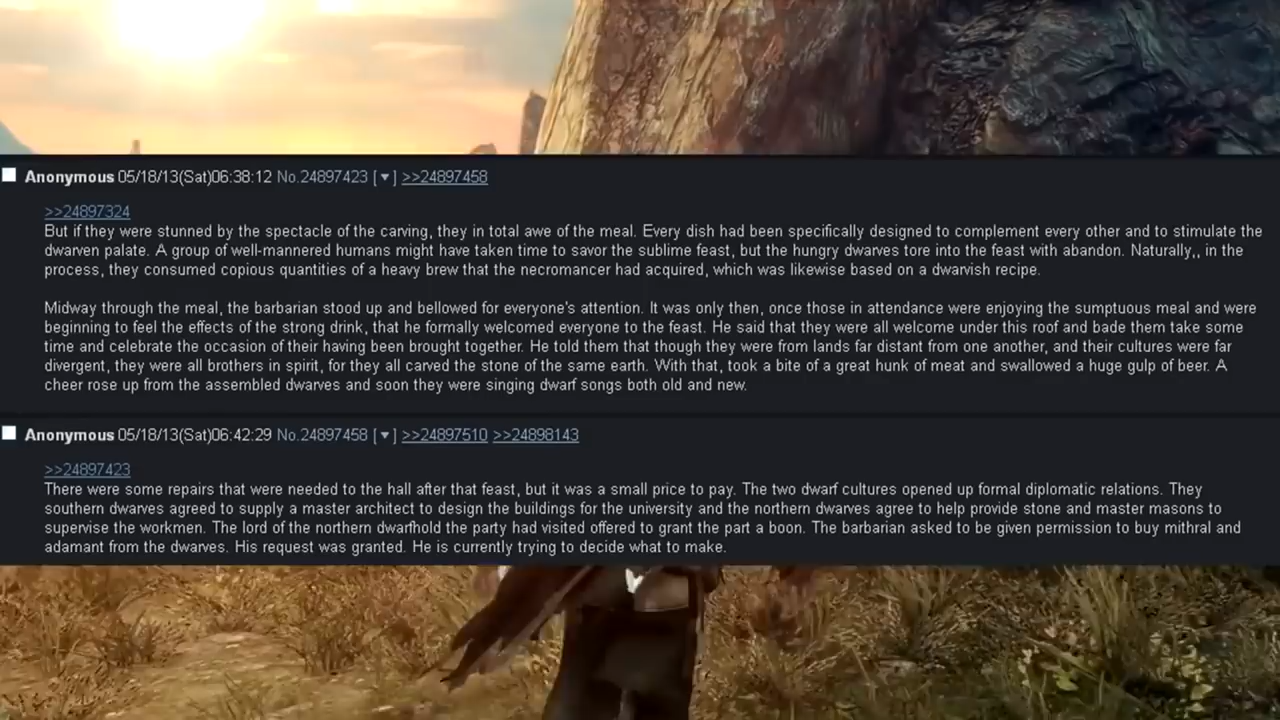 Anonymous 05/18/13(Sat)06:38:12 No.24897423 [▼] >>24897458
>>24897324
But if they were stunned by the spectacle of the carving, they in total awe of the meal. Every dish had been specifically designed to complement every other and to stimulate the
dwarven palate. A group of well-mannered humans might have taken time to savor the sublime feast, but the hungry dwarves tore into the feast with abandon. Naturally,, in the
process, they consumed copious quantities of a heavy brew that the necromancer had acquired, which was likewise based on a dwarvish recipe.
Midway through the meal, the barbarian stood up and bellowed for everyone's attention. It was only then, once those in attendance were enjoying the sumptuous meal and were
beginning to feel the effects of the strong drink, that he formally welcomed everyone to the feast. He said that they were all welcome under this roof and bade them take some
time and celebrate the occasion of their having been brought together. He told them that though they were from lands far distant from one another, and their cultures were far
divergent, they were all brothers in spirit, for they all carved the stone of the same earth. With that, took a bite of a great hunk of meat and swallowed a huge gulp of beer. A
cheer rose up from the assembled dwarves and soon they were singing dwarf songs both old and new.
Anonymous 05/18/13(Sat)06:42:29 No.24897458 [▼] >>24897510 >>24898143
>>24897423
There were some repairs that were needed to the hall after that feast, but it was a small price to pay. The two dwarf cultures opened up formal diplomatic relations. They
southern dwarves agreed to supply a master architect to design the buildings for the university and the northern dwarves agree to help provide stone and master masons to
supervise the workmen. The lord of the northern dwarfhold the party had visited offered to grant the part a boon. The barbarian asked to be given permission to buy mithral and
adamant from the dwarves. His request was granted. He is currently trying to decide what to make.